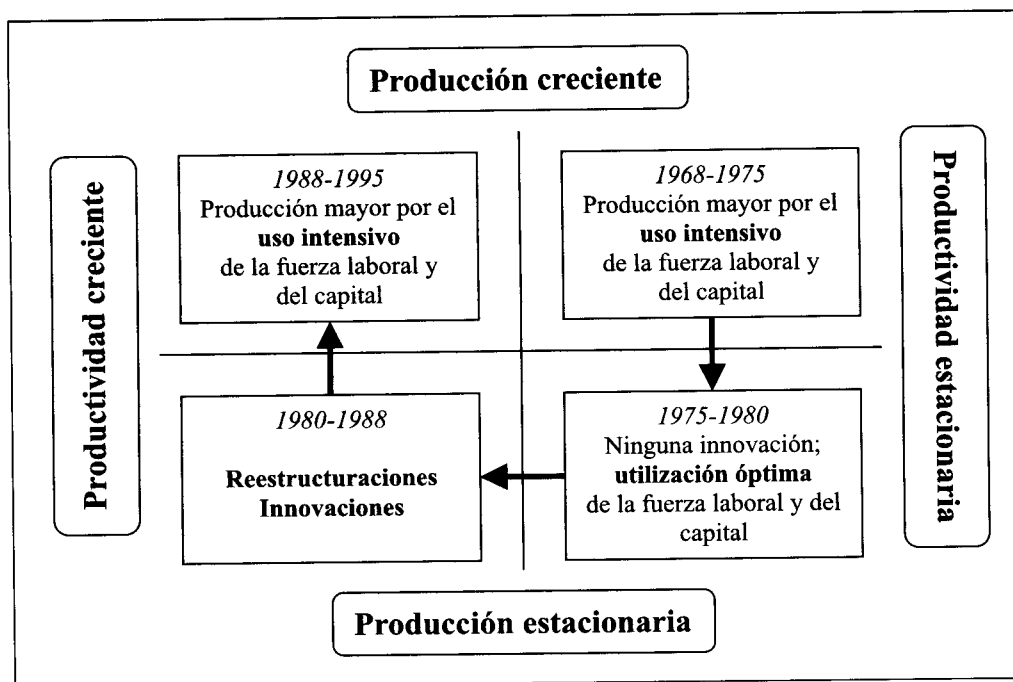 Producción creciente
Productividad creciente
1988-1995
Producción mayor por el
uso intensivo
de la fuerza laboral y
del capital
1968-1975
Producción mayor por el
uso intensivo
de la fuerza laboral y
del capital
Productividad estacionaria
1980-1988
Reestructuraciones
Innovaciones
1975-1980
Ninguna innovación;
utilización óptima
de la fuerza laboral y del
capital
Producción estacionaria